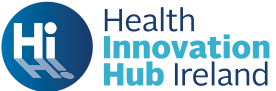 Hi
Health
Innovation
Hub Ireland